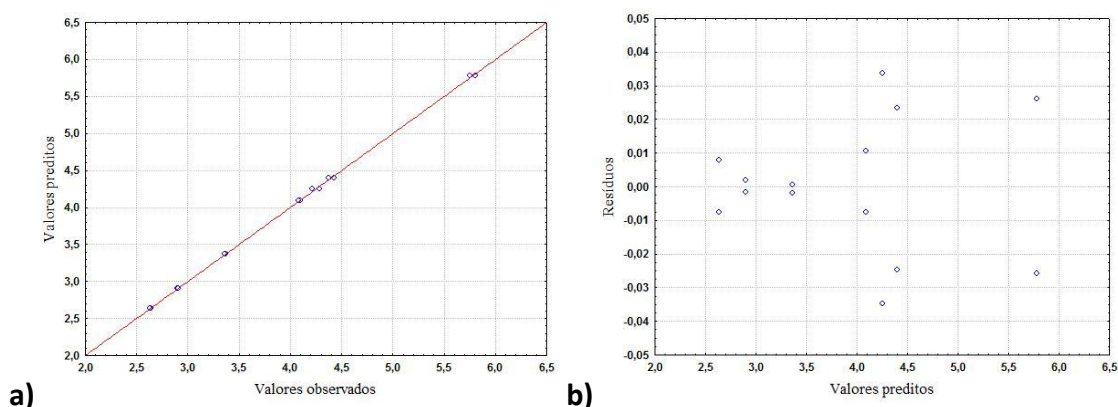 6,5
6,0
5,5
5,0
4,5
4,0
3,5
3,0
2,5
2,0
Valores preditos
2,0 2,5 3,0 3,5 4,0 4,5 5,0 5,5 6,0 6,5
Valores observados
a)
0,05
0,04
0,03
0,02
0,01
0,00
-0,01
-0,02
-0,03
-0,04
-0,05
Resíduos
2,0 2,5 3,0 3,5 4,0 4,5 5,0 5,5 6,0 6,5
Valores preditos
b)